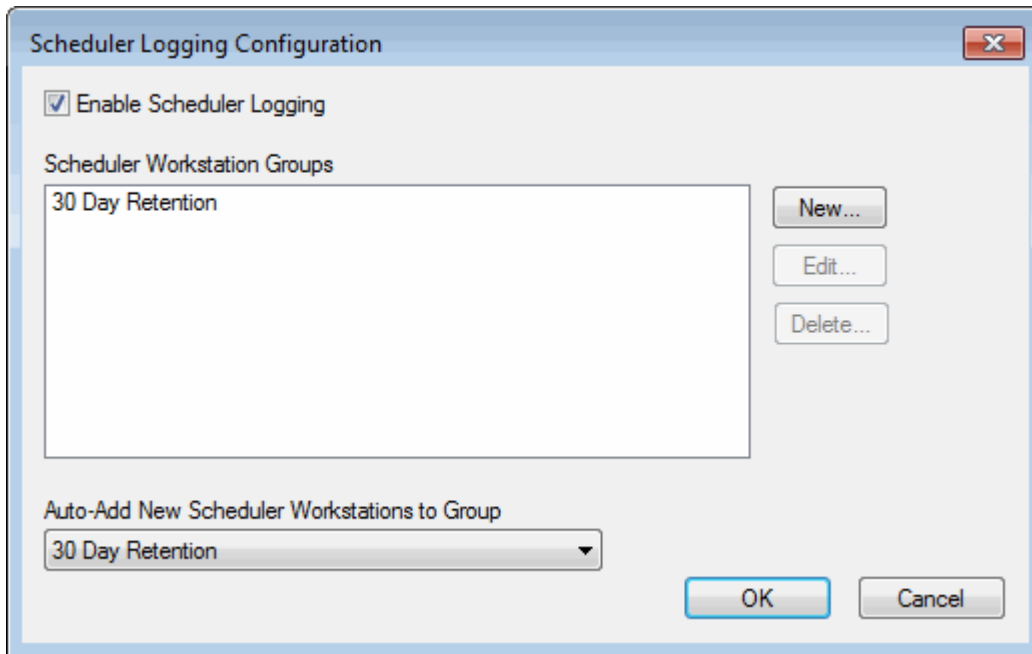 Scheduler Logging Configuration
Enable Scheduler Logging
Scheduler Workstation Groups
30 Day Retention
New...
Edit...
Delete...
Auto-Add New Scheduler Workstations to Group
30 Day Retention
OK
Cancel